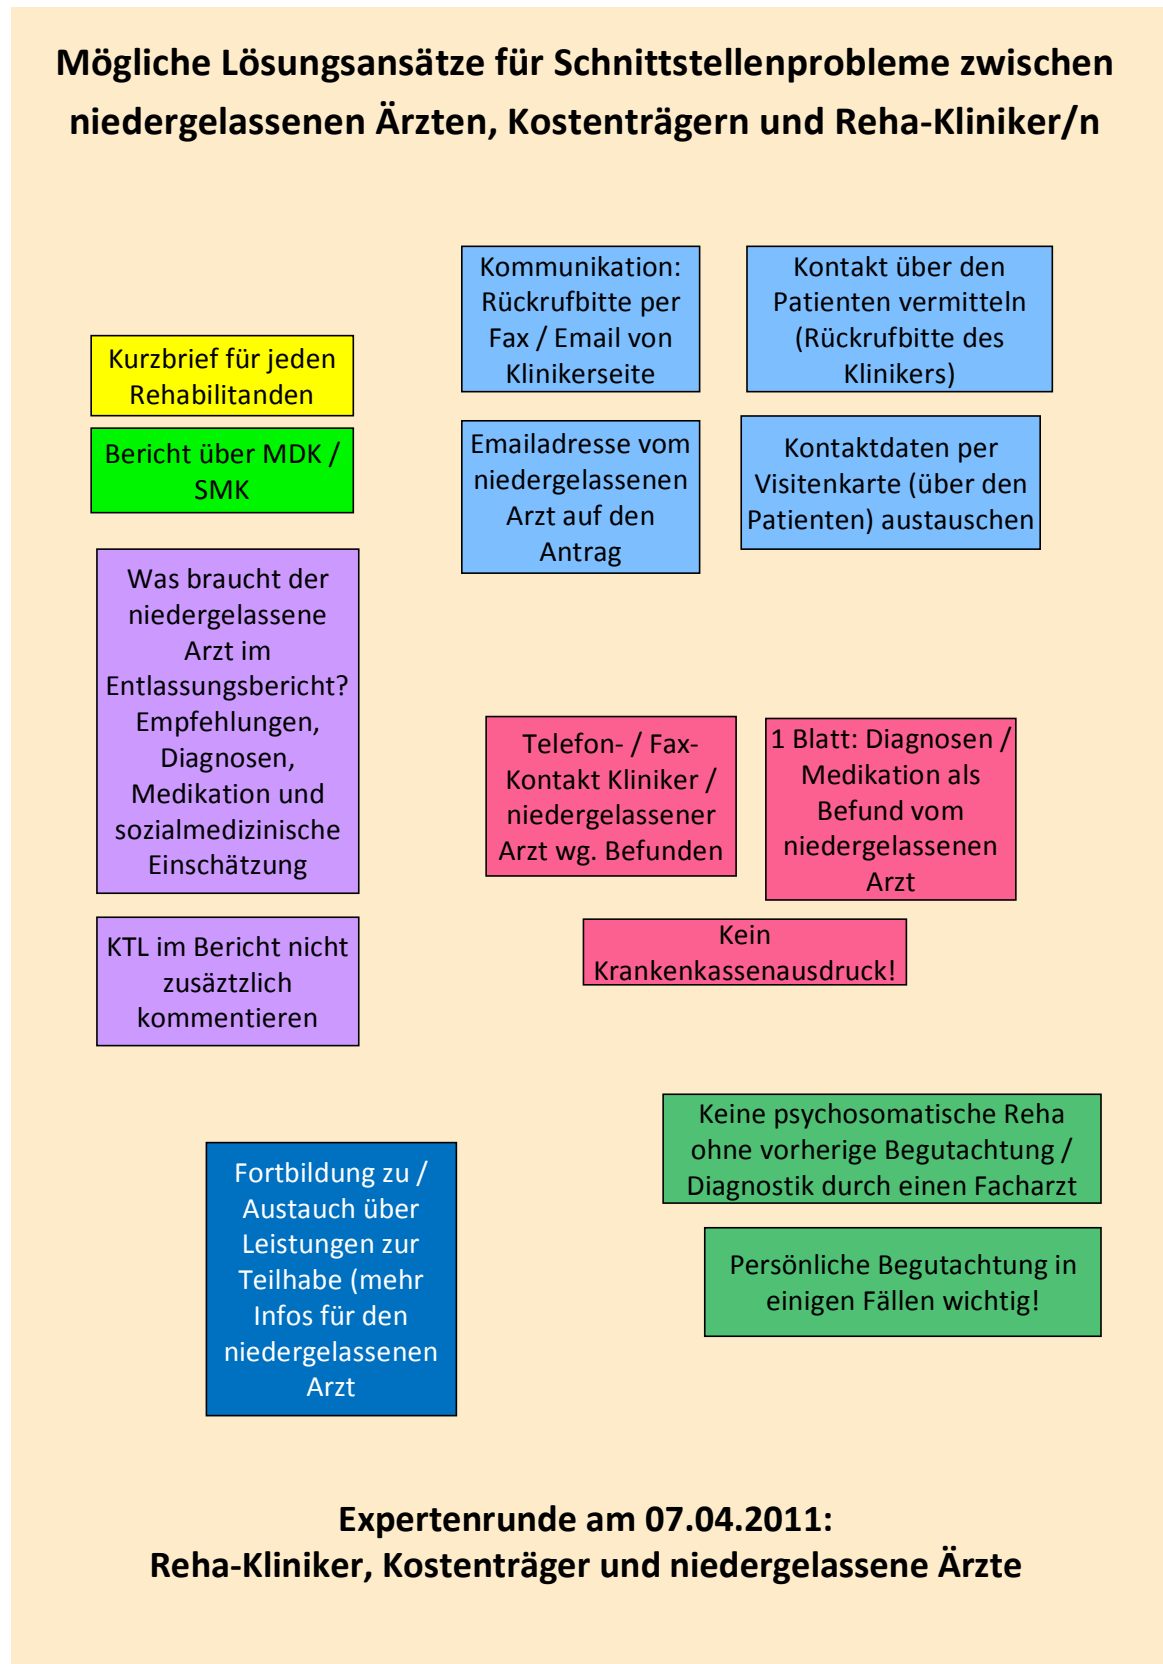 Mögliche Lösungsansätze für Schnittstellenprobleme zwischen
niedergelassenen Ärzten, Kostenträgern und Reha-Kliniker/n
Kurzbrief für jeden
Rehabilitanden
Bericht über MDK /
SMK
Was braucht der
niedergelassene
Arzt im
Entlassungsbericht?
Empfehlungen,
Diagnosen,
Medikation und
sozialmedizinische
Einschätzung
KTL im Bericht nicht
zusäztzlich
kommentieren
Kommunikation:
Rückrufbitte per
Fax / Email von
Klinikerseite
Kontakt über den
Patienten vermitteln
(Rückrufbitte des
Klinikers)
Emailadresse vom
niedergelassenen
Arzt auf den
Antrag
Kontaktdaten per
Visitenkarte (über den
Patienten) austauschen
Telefon- / Fax-
Kontakt Kliniker /
niedergelassener
Arzt wg. Befunden
1 Blatt: Diagnosen /
Medikation als
Befund vom
niedergelassenen
Arzt
Kein
Krankenkassenausdruck!
Fortbildung zu /
Austauch über
Leistungen zur
Teilhabe (mehr
Infos für den
niedergelassenen
Arzt
Keine psychosomatische Reha
ohne vorherige Begutachtung /
Diagnostik durch einen Facharzt
Persönliche Begutachtung in
einigen Fällen wichtig!
Expertenrunde am 07.04.2011:
Reha-Kliniker, Kostenträger und niedergelassene Ärzte